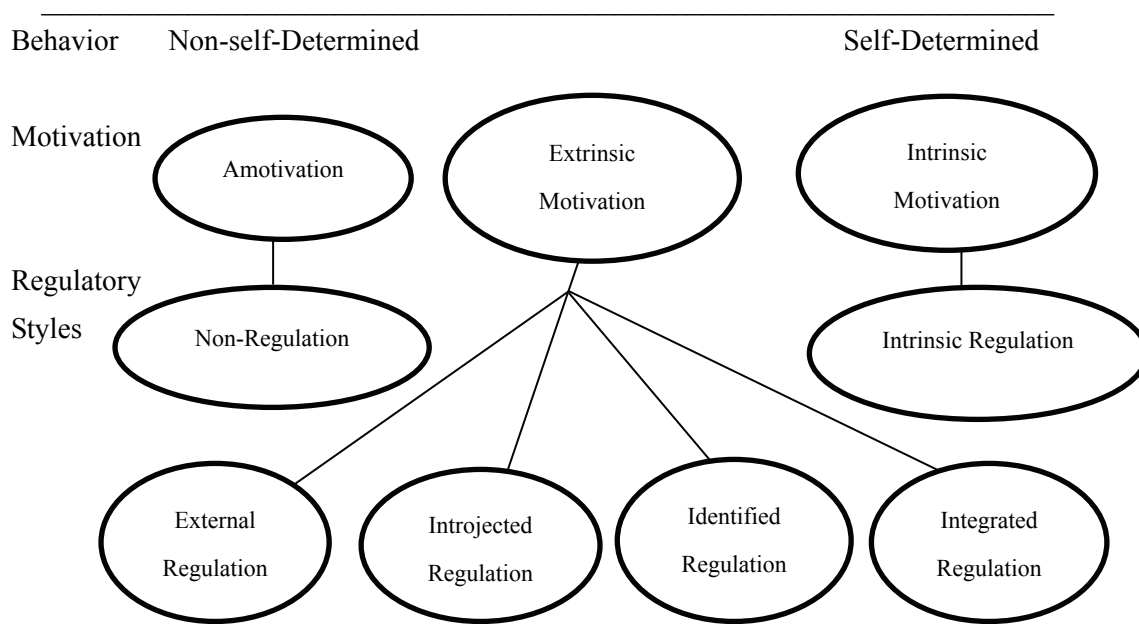 Behavior Non-self-Determined Self-Determined
Motivation
Amotivation
Extrinsic
Motivation
Intrinsic
Motivation
Regulatory
Styles
Non-Regulation
Intrinsic Regulation
External
Regulation
Introjected
Regulation
Identified
Regulation
Integrated
Regulation